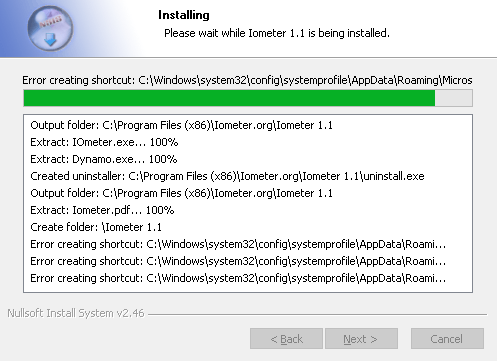 Installing
Please wait while Iometer 1.1 is being installed.
Error creating shortcut: C:\Windows\system32\config\systemprofile\AppData\Roaming\Micros
Output folder: C:\Program Files (x86)\Iometer.org\Iometer 1.1
Extract: IOmeter.exe... 100%
Extract: Dynamo.exe... 100%
Created uninstaller: C:\Program Files (x86)\Iometer.org\Iometer 1.1\uninstall.exe
Output folder: C:\Program Files (x86)\Iometer.org\Iometer 1.1
Extract: Iometer.pdf... 100%
Create folder: \Iometer 1.1
Error creating shortcut: C:\Windows\system32\config\systemprofile\AppData\Roami...
Error creating shortcut: C:\Windows\system32\config\systemprofile\AppData\Roami...
Error creating shortcut: C:\Windows\system32\config\systemprofile\AppData\Roami...
Nullsoft Install System v2.46
< Back
Next >
Cancel